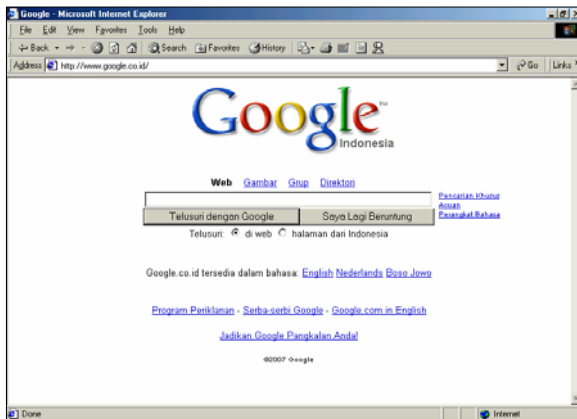 Google - Microsoft Internet Explorer
File Edit View Favorites Tools Help
Back Search Favorites History
Address http://www.google.co.id/ Go Links
Google™
Indonesia
Web Gambar Grup Direktori
Pencarian Khusus
Acuan
Perangkat Bahasa
Telusuri dengan Google Saya Lagi Beruntung
Telusuri: di web halaman dari Indonesia
Google.co.id tersedia dalam bahasa: English Nederlands Boso Jowo
Program Periklanan - Serba-serbi Google - Google.com in English
Jadikan Google Pangkalan Anda!
©2007 Google
Done Internet